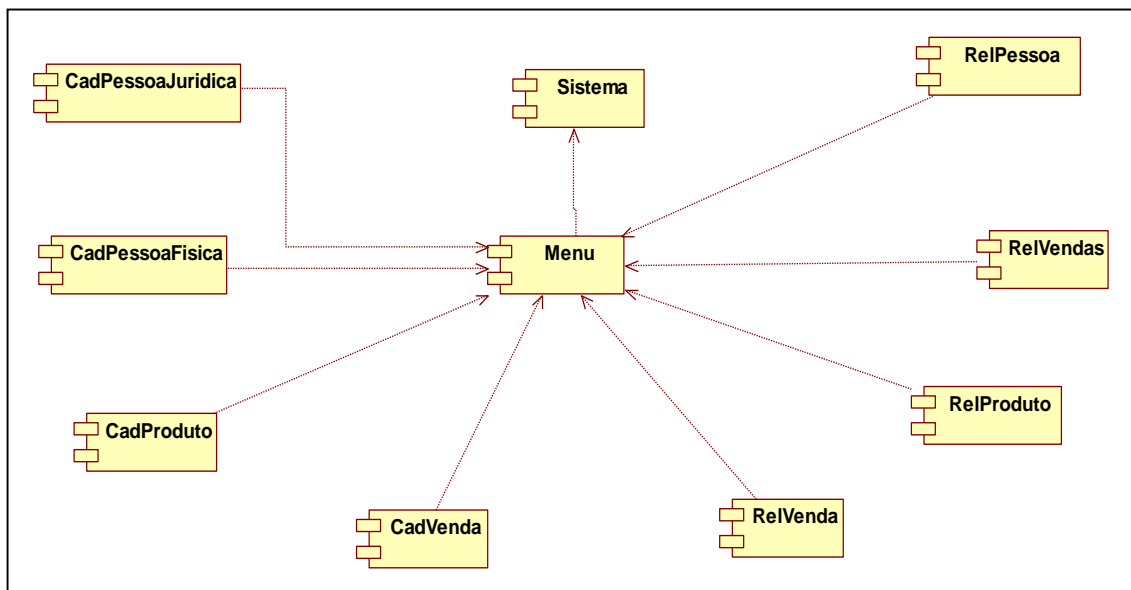 CadPessoaJuridica
Sistema
RelPessoa
CadPessoaFisica
Menu
RelVendas
CadProduto
RelProduto
CadVenda
RelVenda